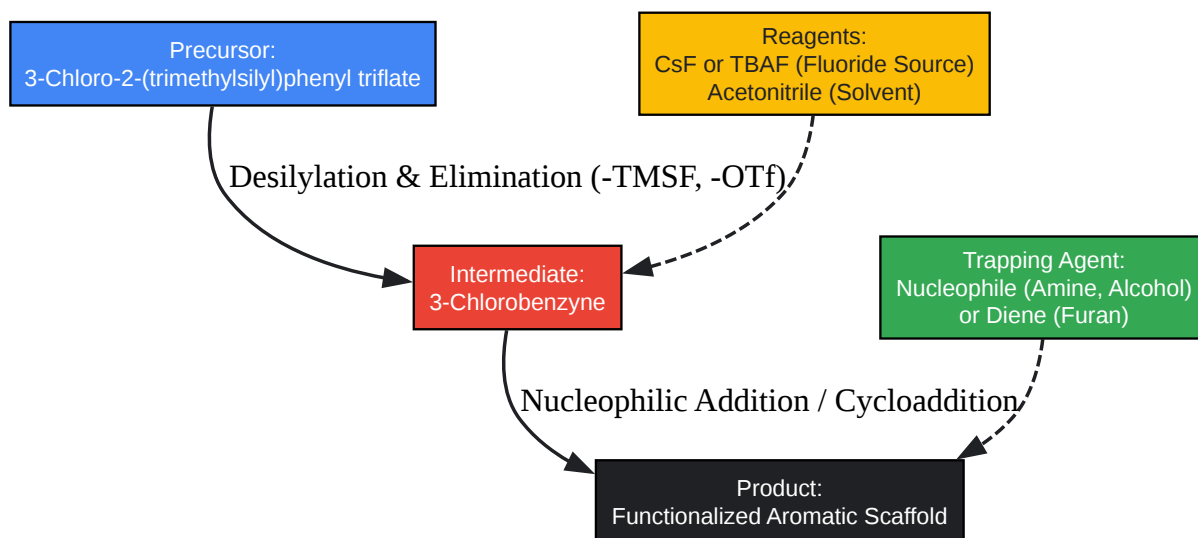 Precursor:
3-Chloro-2-(trimethylsilyl)phenyl triflate
Reagents:
CsF or TBAF (Fluoride Source)
Acetonitrile (Solvent)
Desilylation & Elimination (-TMSF, -OTf)
Intermediate:
3-Chlorobenzyne
Trapping Agent:
Nucleophile (Amine, Alcohol)
or Diene (Furan)
Nucleophilic Addition / Cycloaddition
Product:
Functionalized Aromatic Scaffold